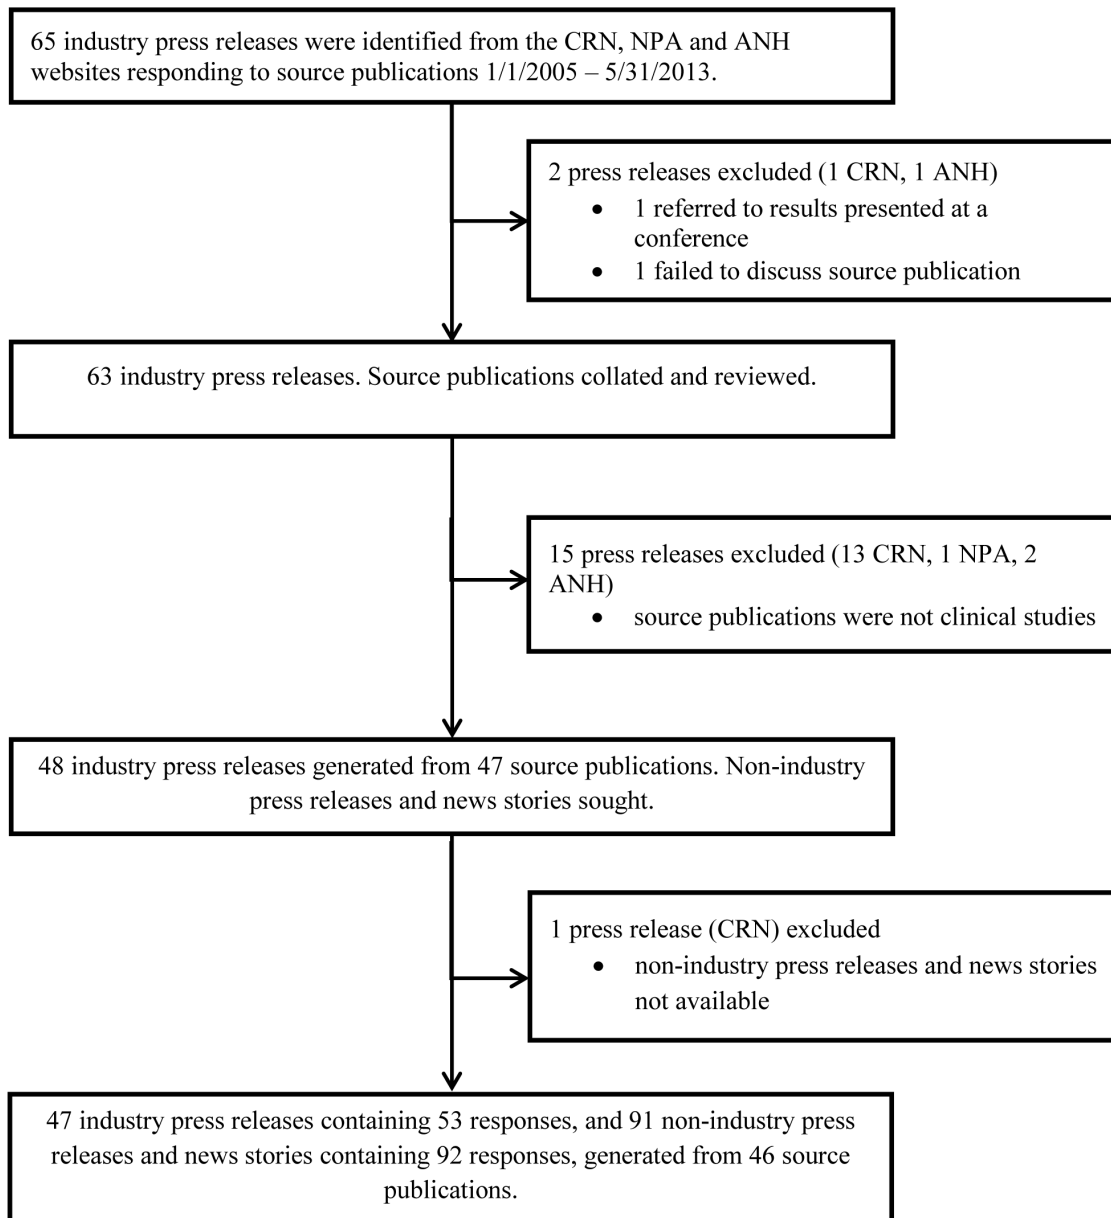 65 industry press releases were identified from the CRN, NPA and ANH
websites responding to source publications 1/1/2005 – 5/31/2013.
2 press releases excluded (1 CRN, 1 ANH)
• 1 referred to results presented at a
conference
• 1 failed to discuss source publication
63 industry press releases. Source publications collated and reviewed.
15 press releases excluded (13 CRN, 1 NPA, 2
ANH)
• source publications were not clinical studies
48 industry press releases generated from 47 source publications. Non-industry
press releases and news stories sought.
1 press release (CRN) excluded
• non-industry press releases and news stories
not available
47 industry press releases containing 53 responses, and 91 non-industry press
releases and news stories containing 92 responses, generated from 46 source
publications.